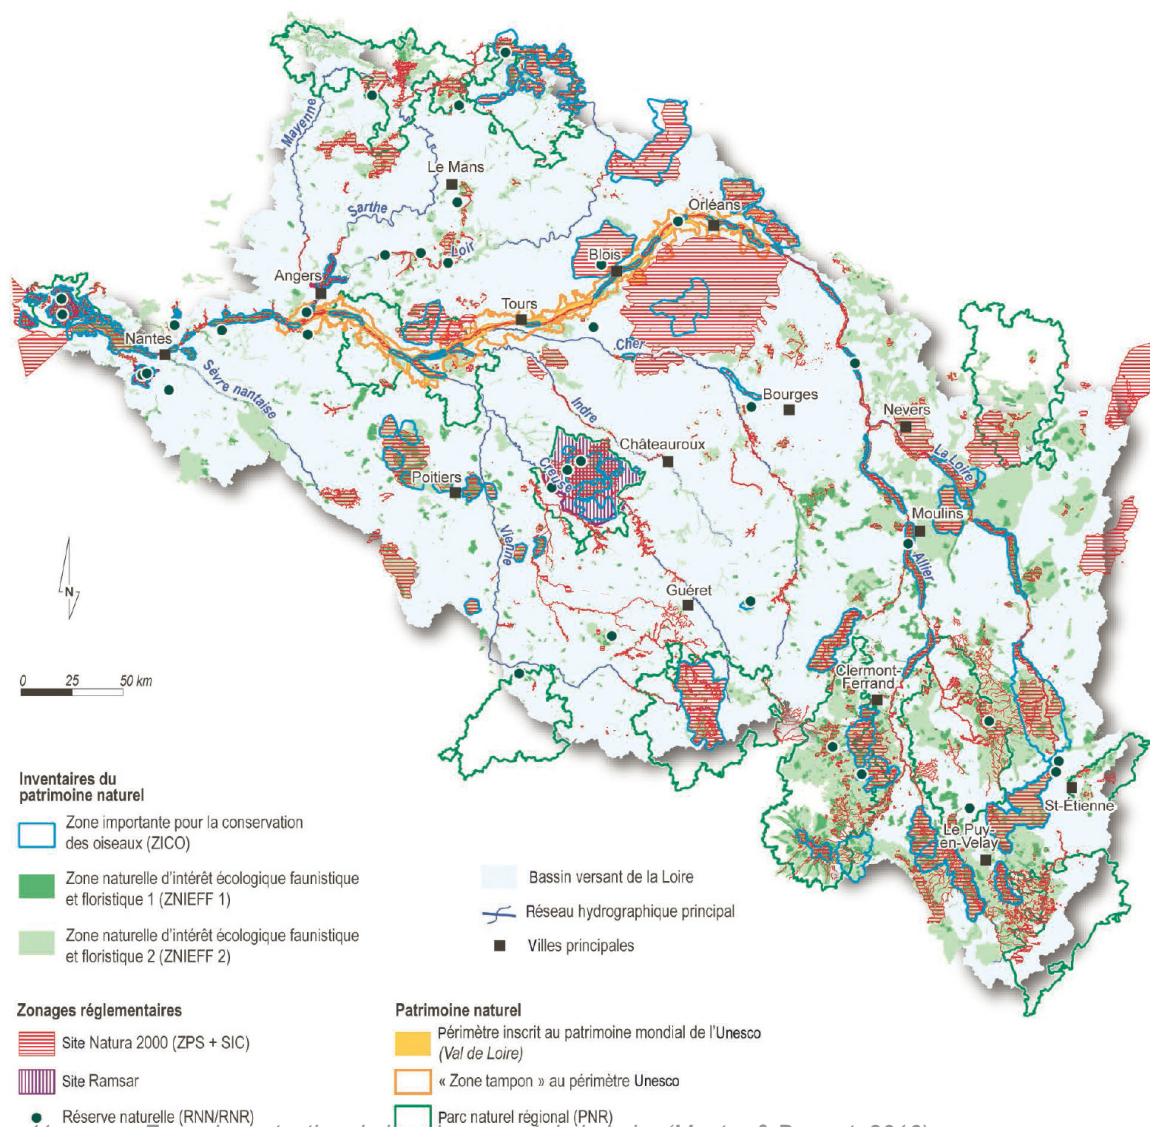 Mayenne
Le Mans
Sarthe
Orléans
Loir
Blois
Angers
Tours
Nantes
Cher
Sèvre nantaise
Indre
Bourges
Nevers
Châteauroux
La Loire
Creuse
Poitiers
Moulins
Vienne
Allier
N
Guéret
0 25 50 km
Clermont-
Ferrand
St-Étienne
Le Puy-
en-Velay
Inventaires du
patrimoine naturel
Zone importante pour la conservation
des oiseaux (ZICO)
Zone naturelle d'intérêt écologique faunistique
et floristique 1 (ZNIEFF 1)
Zone naturelle d'intérêt écologique faunistique
et floristique 2 (ZNIEFF 2)
Bassin versant de la Loire
Réseau hydrographique principal
Villes principales
Zonages réglementaires
Site Natura 2000 (ZPS + SIC)
Site Ramsar
Réserve naturelle (RNN/RNR)
Patrimoine naturel
Périmètre inscrit au patrimoine mondial de l'Unesco
(Val de Loire)
« Zone tampon » au périmètre Unesco
Parc naturel régional (PNR)